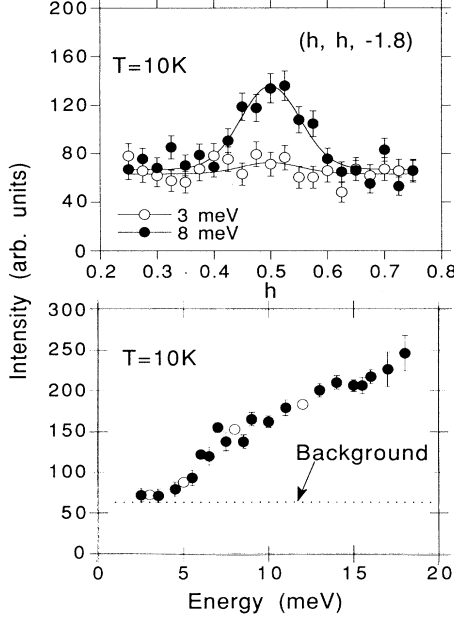 200
(h, h, -1.8)
160
T=10K
120
80
40
3 meV
8 meV
0
0.2 0.3 0.4 0.5 0.6 0.7 0.8
h
Intensity (arb. units)
300
250
T=10K
200
150
Background
100
50
0
0 5 10 15 20
Energy (meV)